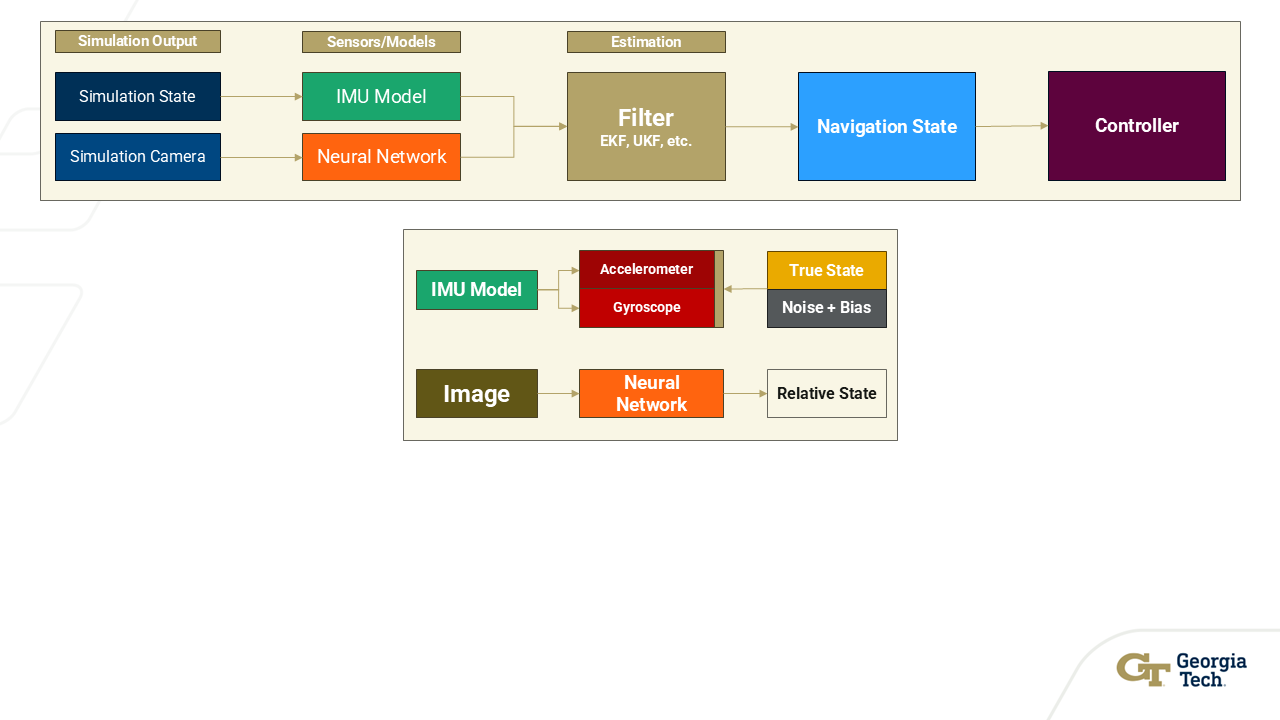 Simulation Output
Sensors/Models
Estimation
Simulation State
IMU Model
Filter
EKF, UKF, etc.
Navigation State
Controller
Simulation Camera
Neural Network
IMU Model
Accelerometer
Gyroscope
True State
Noise + Bias
Image
Neural
Network
Relative State
GT
Georgia
Tech